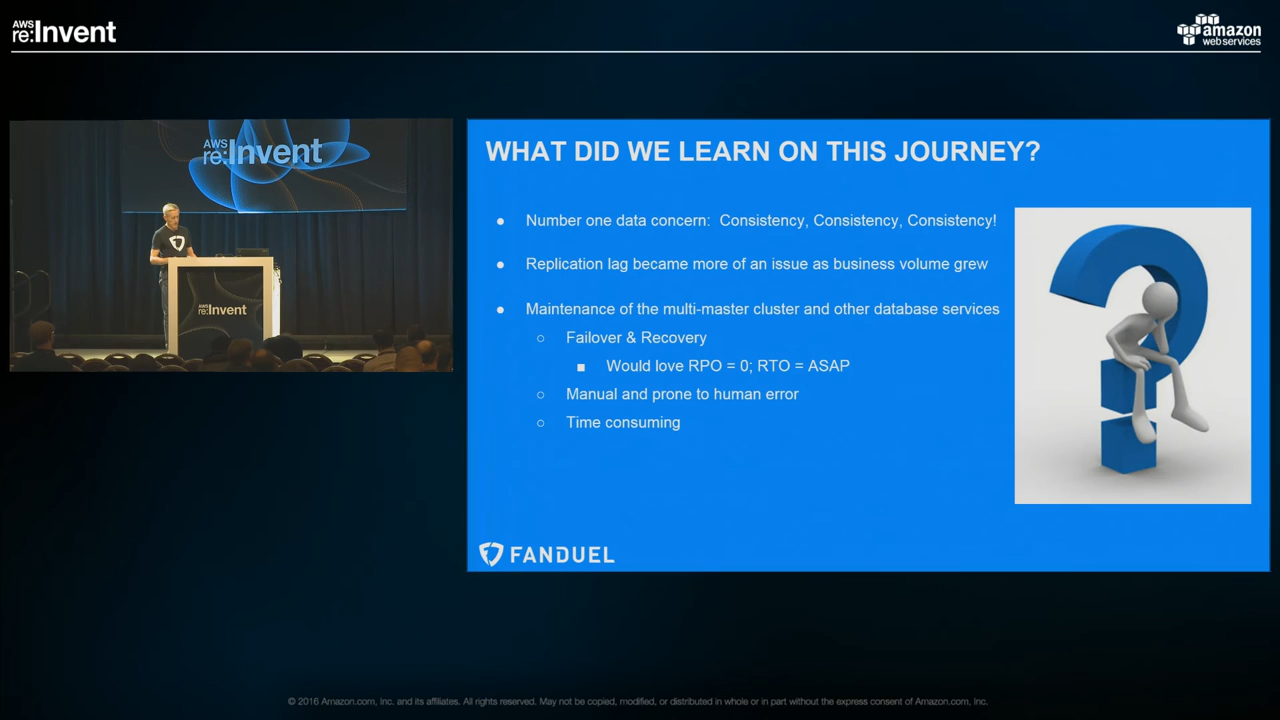 AWS
re:Invent
amazon
web services
AWS
re:Invent
AWS
re:Invent
WHAT DID WE LEARN ON THIS JOURNEY?
● Number one data concern: Consistency, Consistency, Consistency!
● Replication lag became more of an issue as business volume grew
● Maintenance of the multi-master cluster and other database services
○ Failover & Recovery
■ Would love RPO = 0; RTO = ASAP
○ Manual and prone to human error
○ Time consuming
FANDUEL
© 2016 Amazon.com, Inc. and its affiliates. All rights reserved. May not be copied, modified, or distributed in whole or in part without the express consent of Amazon.com, Inc.